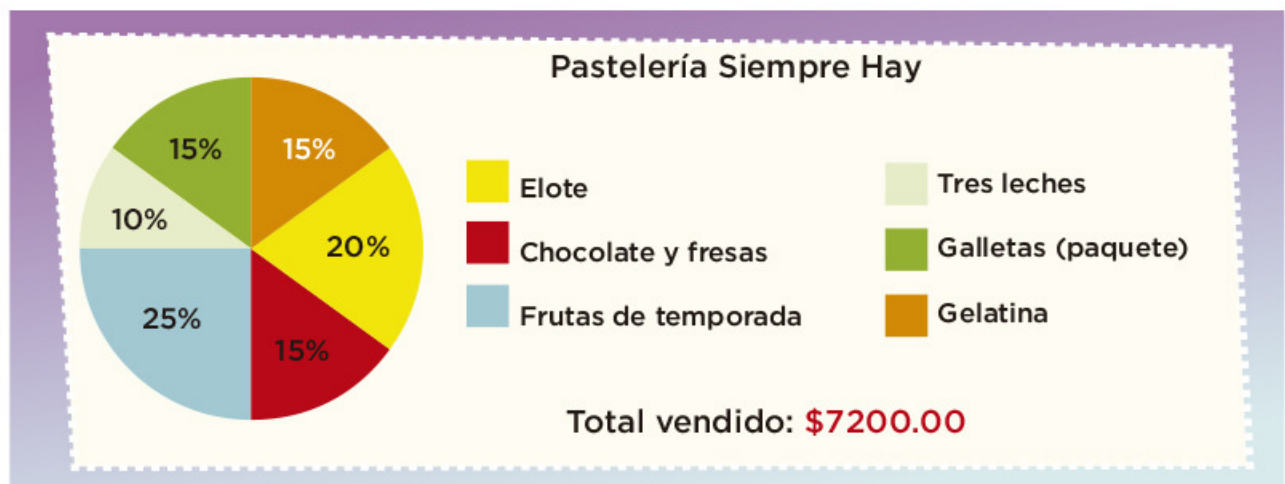 Pastelería Siempre Hay
15%
15%
20%
15%
25%
10%
Elote
Chocolate y fresas
Frutas de temporada
Tres leches
Galletas (paquete)
Gelatina
Total vendido: $7200.00